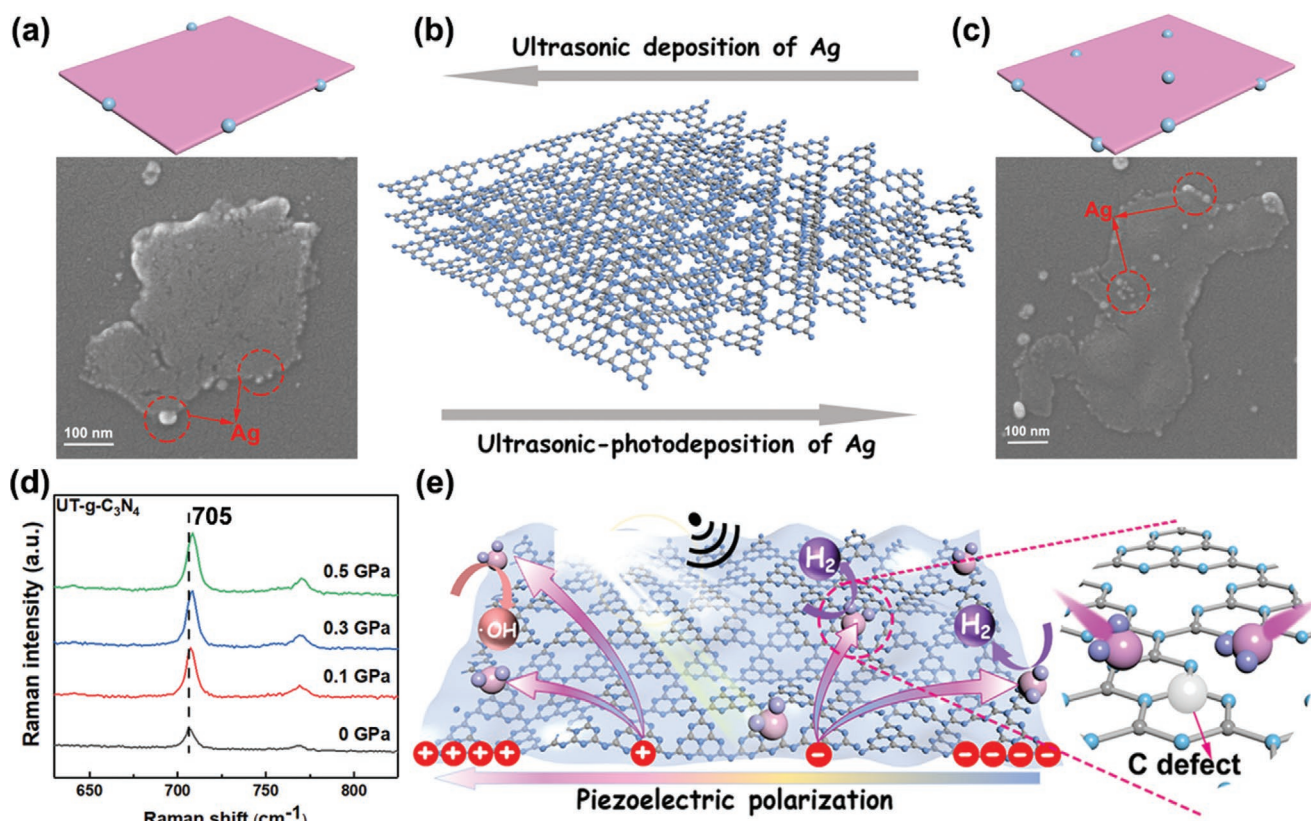 (a)
(b)
(c)
Ultrasonic deposition of Ag
Ag
100 nm
Ultrasonic-photodeposition of Ag
Ag
100 nm
(d)
UT-g-C₃N₄
705
0.5 GPa
0.3 GPa
0.1 GPa
0 GPa
Raman intensity (a.u.)
650 700 750 800
Raman shift (cm⁻¹)
(e)
H₂
·OH
H₂
+ + + + + - - - - -
Piezoelectric polarization
C defect